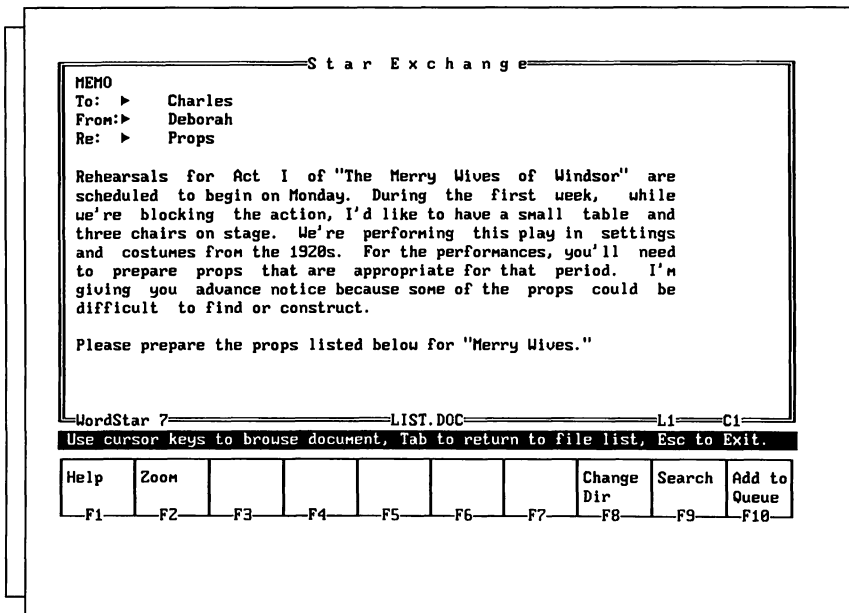 Star Exchange
MEMO
To: ► Charles
From:► Deborah
Re: ► Props
Rehearsals for Act I of "The Merry Wives of Windsor" are
scheduled to begin on Monday. During the first week, while
we're blocking the action, I'd like to have a small table and
three chairs on stage. We're performing this play in settings
and costumes from the 1920s. For the performances, you'll need
to prepare props that are appropriate for that period. I'm
giving you advance notice because some of the props could be
difficult to find or construct.
Please prepare the props listed below for "Merry Wives."
WordStar 7 LIST.DOC L1 C1
Use cursor keys to browse document, Tab to return to file list, Esc to Exit.
Help Zoom Change Search Add to
Dir Queue
F1 F2 F3 F4 F5 F6 F7 F8 F9 F10